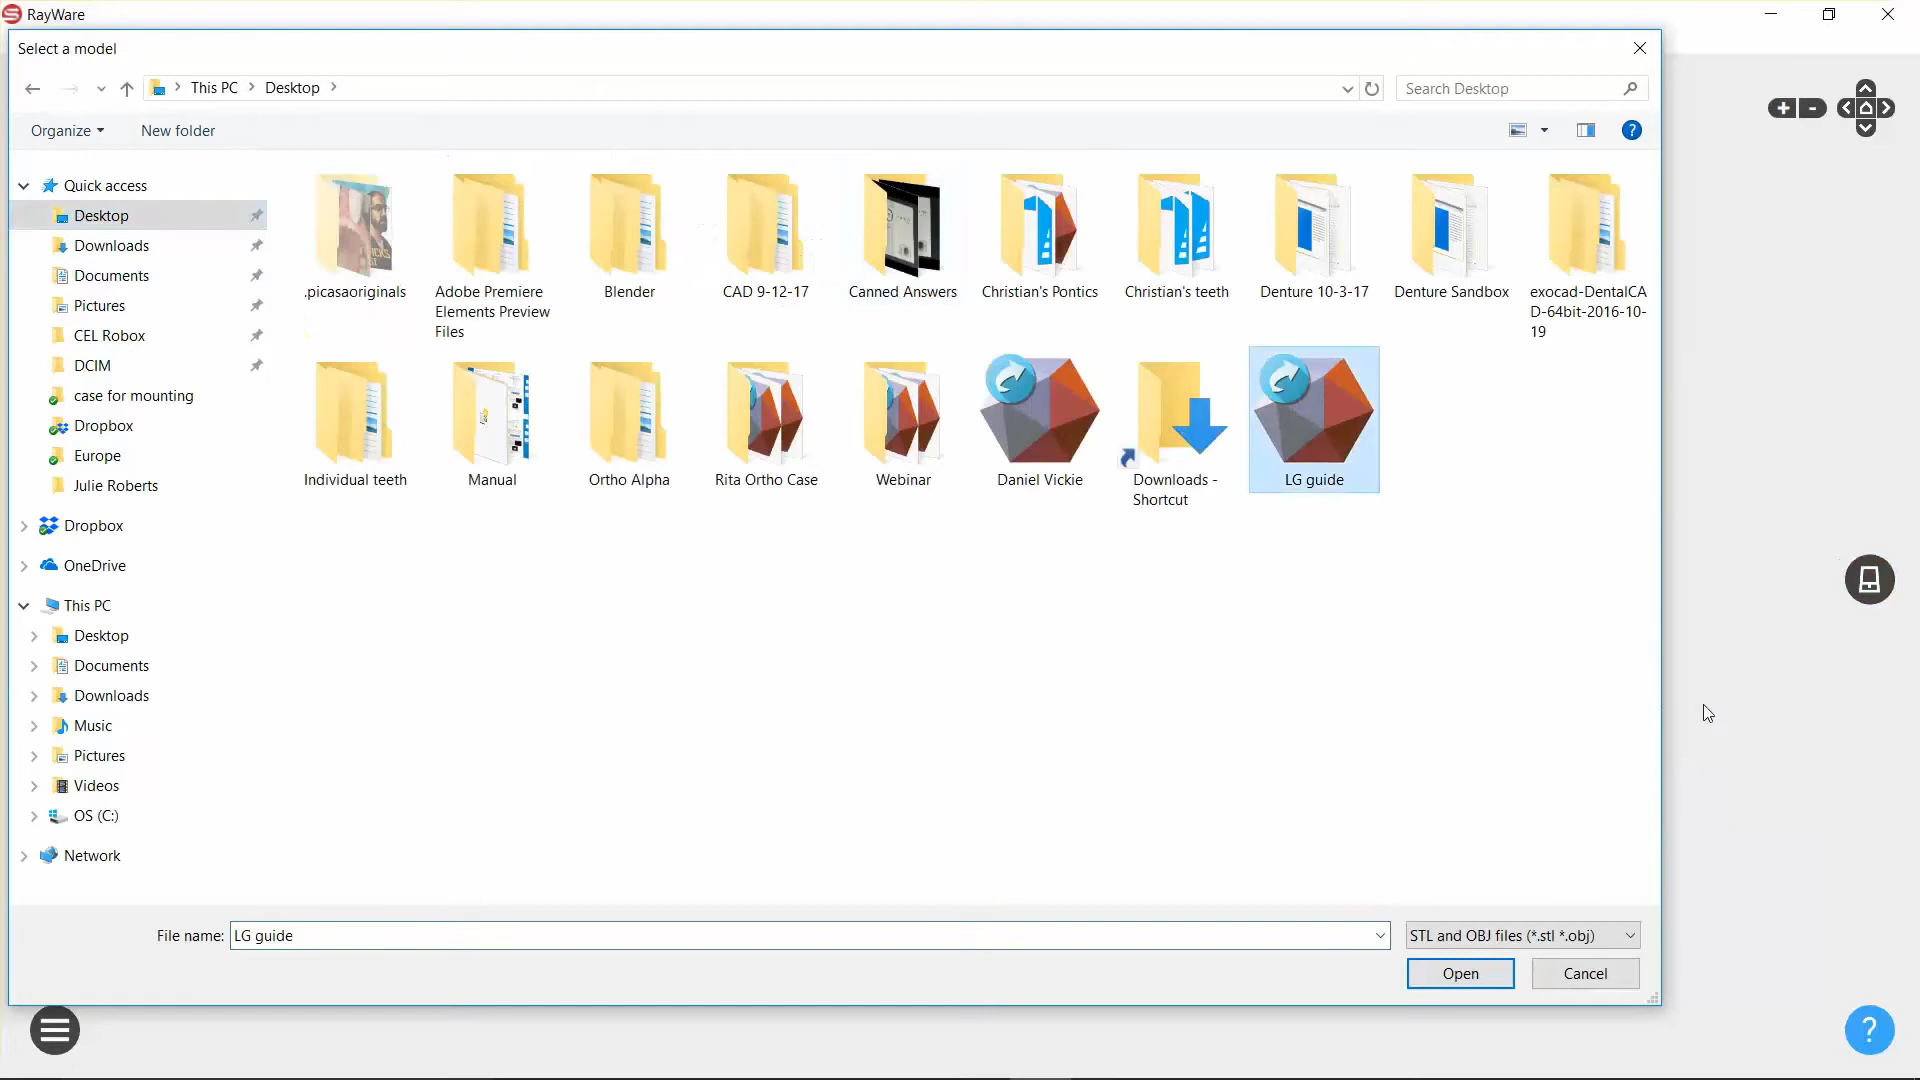 RayWare
Select a model
This PC
Desktop
Search Desktop
Organize
New folder
?
Quick access
Desktop
Downloads
Documents
Pictures
CEL Robox
DCIM
case for mounting
Dropbox
Europe
Julie Roberts
Dropbox
OneDrive
This PC
Desktop
Documents
Downloads
Music
Pictures
Videos
OS (C:)
Network
.picasaoriginals
Adobe Premiere
Elements Preview
Files
Blender
CAD 9-12-17
Canned Answers
Christian's Pontics
Christian's teeth
Denture 10-3-17
Denture Sandbox
exocad-DentalCA
D-64bit-2016-10-
19
Individual teeth
Manual
Ortho Alpha
Rita Ortho Case
Webinar
Daniel Vickie
Downloads -
Shortcut
LG guide
File name:
LG guide
STL and OBJ files (*.stl *.obj)
Open
Cancel
?